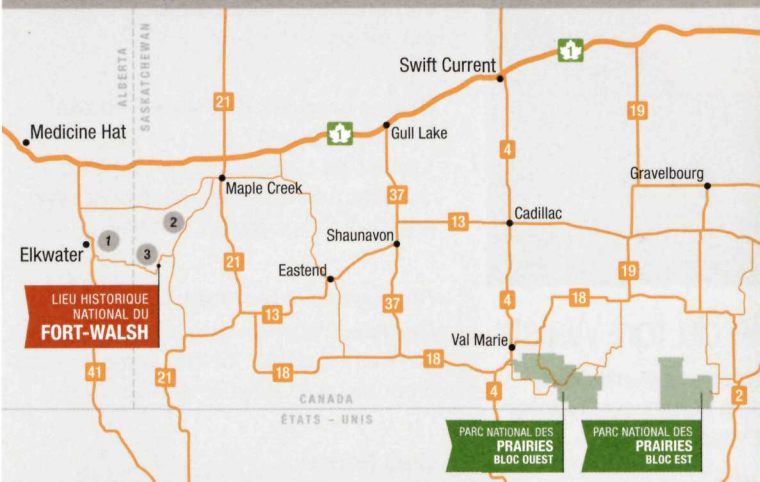 ALBERTA
SASKATCHEWAN
21
1
Swift Current
19
Medicine Hat
1
Gull Lake
4
Gravelbourg
Maple Creek
37
2
13
Cadillac
1
Elkwater
3
Shaunavon
21
Eastend
19
LIEU HISTORIQUE
NATIONAL DU
FORT-WALSH
13
37
4
18
Val Marie
41
21
18
18
4
2
CANADA
ÉTATS - UNIS
PARC NATIONAL DES
PRAIRIES
BLOC OUEST
PARC NATIONAL DES
PRAIRIES
BLOC EST